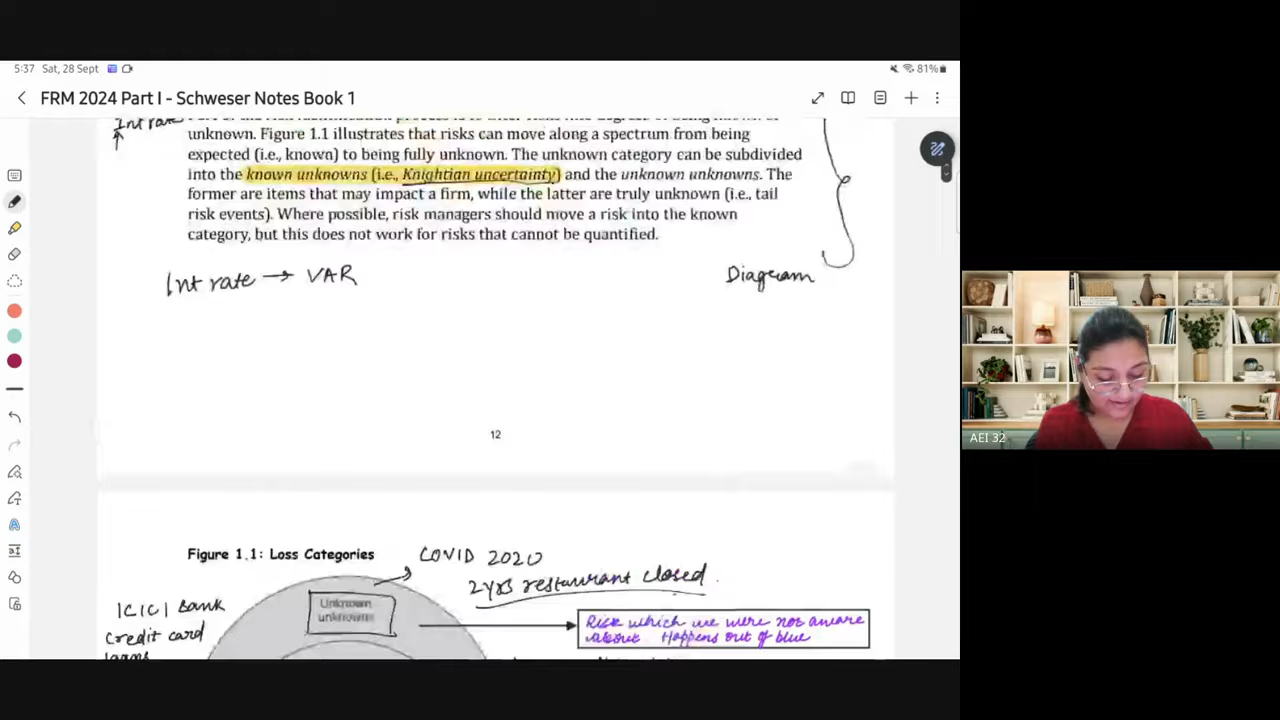 5:37 Sat, 28 Sept 81%
FRM 2024 Part I - Schweser Notes Book 1
Int rate
unknown. Figure 1.1 illustrates that risks can move along a spectrum from being
expected (i.e., known) to being fully unknown. The unknown category can be subdivided
into the known unknowns (i.e., Knightian uncertainty) and the unknown unknowns. The
former are items that may impact a firm, while the latter are truly unknown (i.e., tail
risk events). Where possible, risk managers should move a risk into the known
category, but this does not work for risks that cannot be quantified.
Int rate → VAR
Diagram
12
Figure 1.1: Loss Categories
COVID 2020
2yrs restaurant closed
Unknown
unknowns
ICICI Bank
Credit card
loans
Risk which we were not aware
about. Happens out of blue
AEI 32